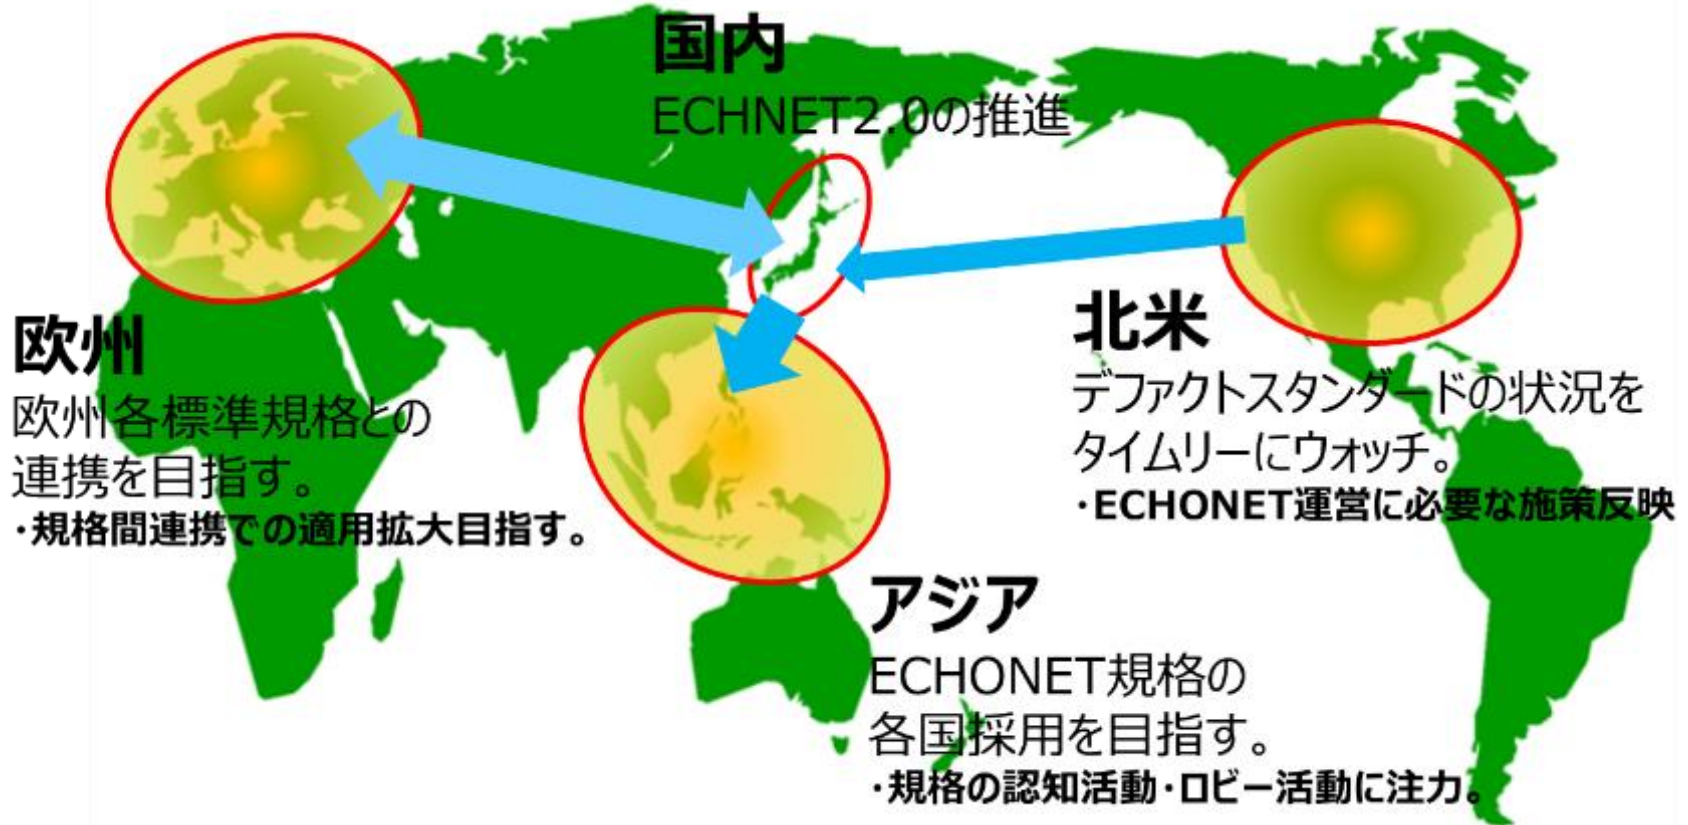 国内
ECHNET2.0の推進
欧州
欧州各標準規格との
連携を目指す。
・規格間連携での適用拡大目指す。
北米
デファクトスタンダードの状況を
タイムリーにウォッチ。
・ECHONET運営に必要な施策反映
アジア
ECHONET規格の
各国採用を目指す。
・規格の認知活動・ロビー活動に注力。